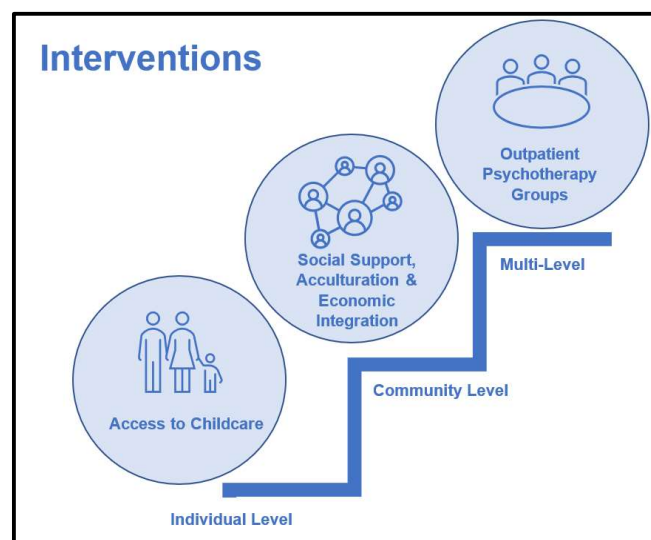 Interventions
Outpatient
Psychotherapy
Groups
Social Support,
Acculturation &
Economic
Integration
Multi-Level
Access to Childcare
Community Level
Individual Level